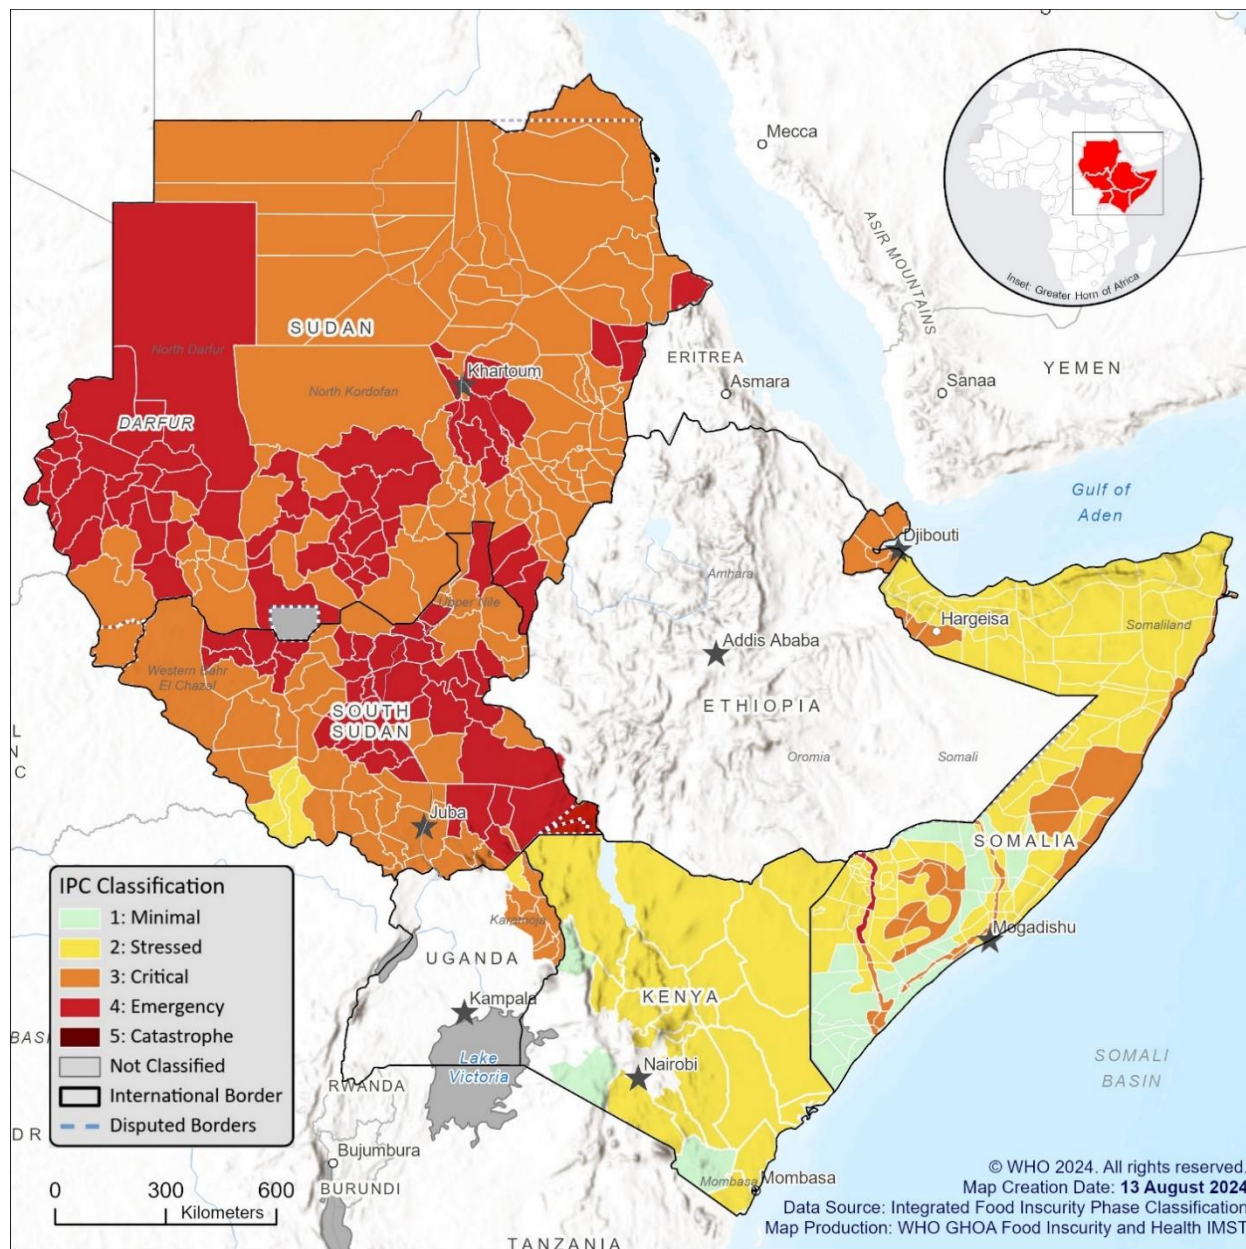 Mecca
ASIR MOUNTAINS
Inset: Greater Horn of Africa
SUDAN
North Darfur
North Kordofan
Khartoum
ERITREA
Asmara
Sanaa
YEMEN
DARFUR
Gulf of
Aden
Djibouti
Amhara
Upper Nile
Hargeisa
Somaliland
Addis Ababa
Western Bahr
El Chazal
ETHIOPIA
SOUTH
SUDAN
Oromia
Somali
L
N
C
Juba
SOMALIA
IPC Classification
1: Minimal
2: Stressed
3: Critical
4: Emergency
5: Catastrophe
Not Classified
International Border
Disputed Borders
Karamoja
Mogadishu
UGANDA
KENYA
Kampala
BASI
Lake
Victoria
Nairobi
SOMALI
BASIN
RWANDA
D R
Bujumbura
BURUNDI
Mombasa
Mombasa
TANZANIA
0 300 600
Kilometers
© WHO 2024. All rights reserved.
Map Creation Date: 13 August 2024
Data Source: Integrated Food Inscurity Phase Classification
Map Production: WHO GHOA Food Inscurity and Health IMST